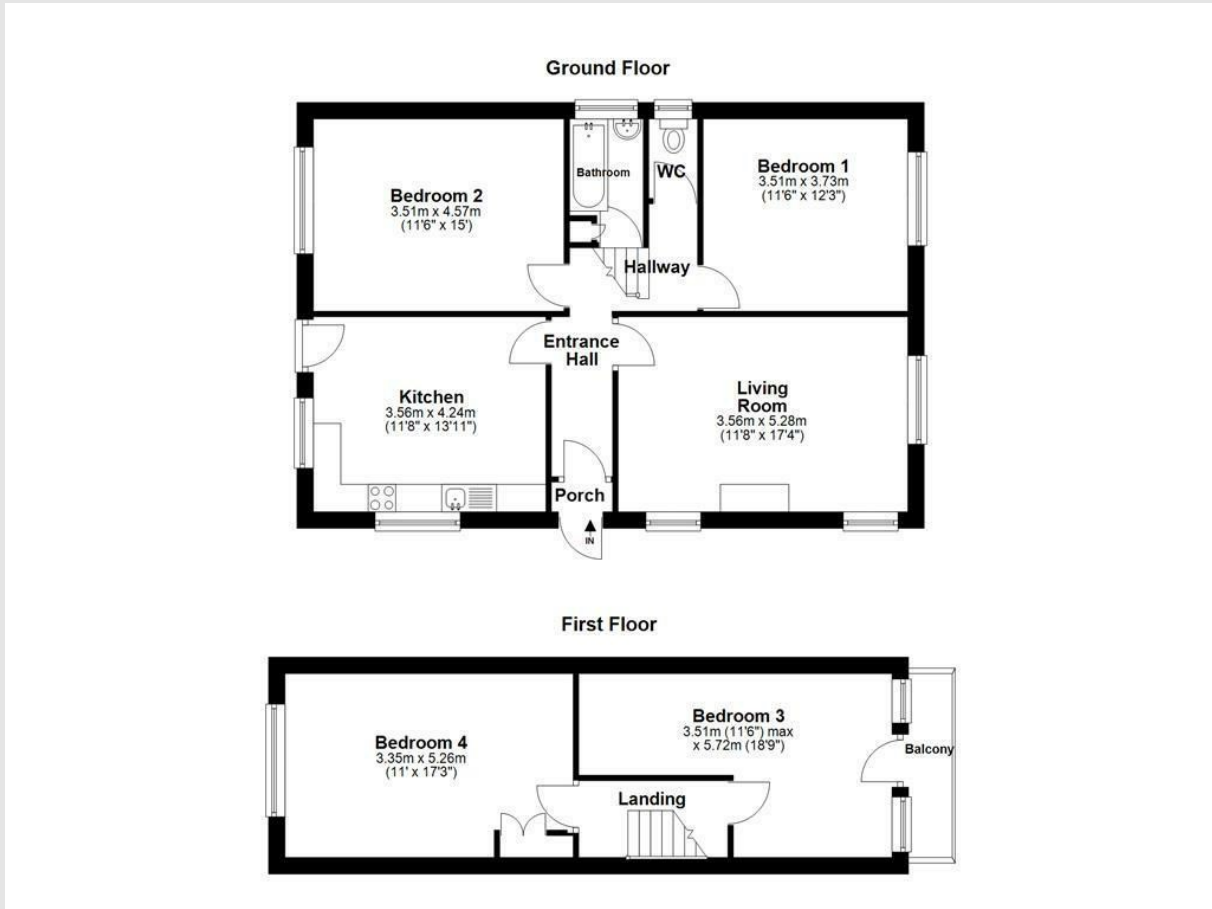 Ground Floor
Bedroom 2
3.51m x 4.57m
(11'6" x 15')
Bathroom
WC
Bedroom 1
3.51m x 3.73m
(11'6" x 12'3")
Hallway
Entrance
Hall
Kitchen
3.56m x 4.24m
(11'8" x 13'11")
Living
Room
3.56m x 5.28m
(11'8" x 17'4")
Porch
IN
First Floor
Bedroom 4
3.35m x 5.26m
(11' x 17'3")
Bedroom 3
3.51m (11'6") max
x 5.72m (18'9")
Balcony
Landing